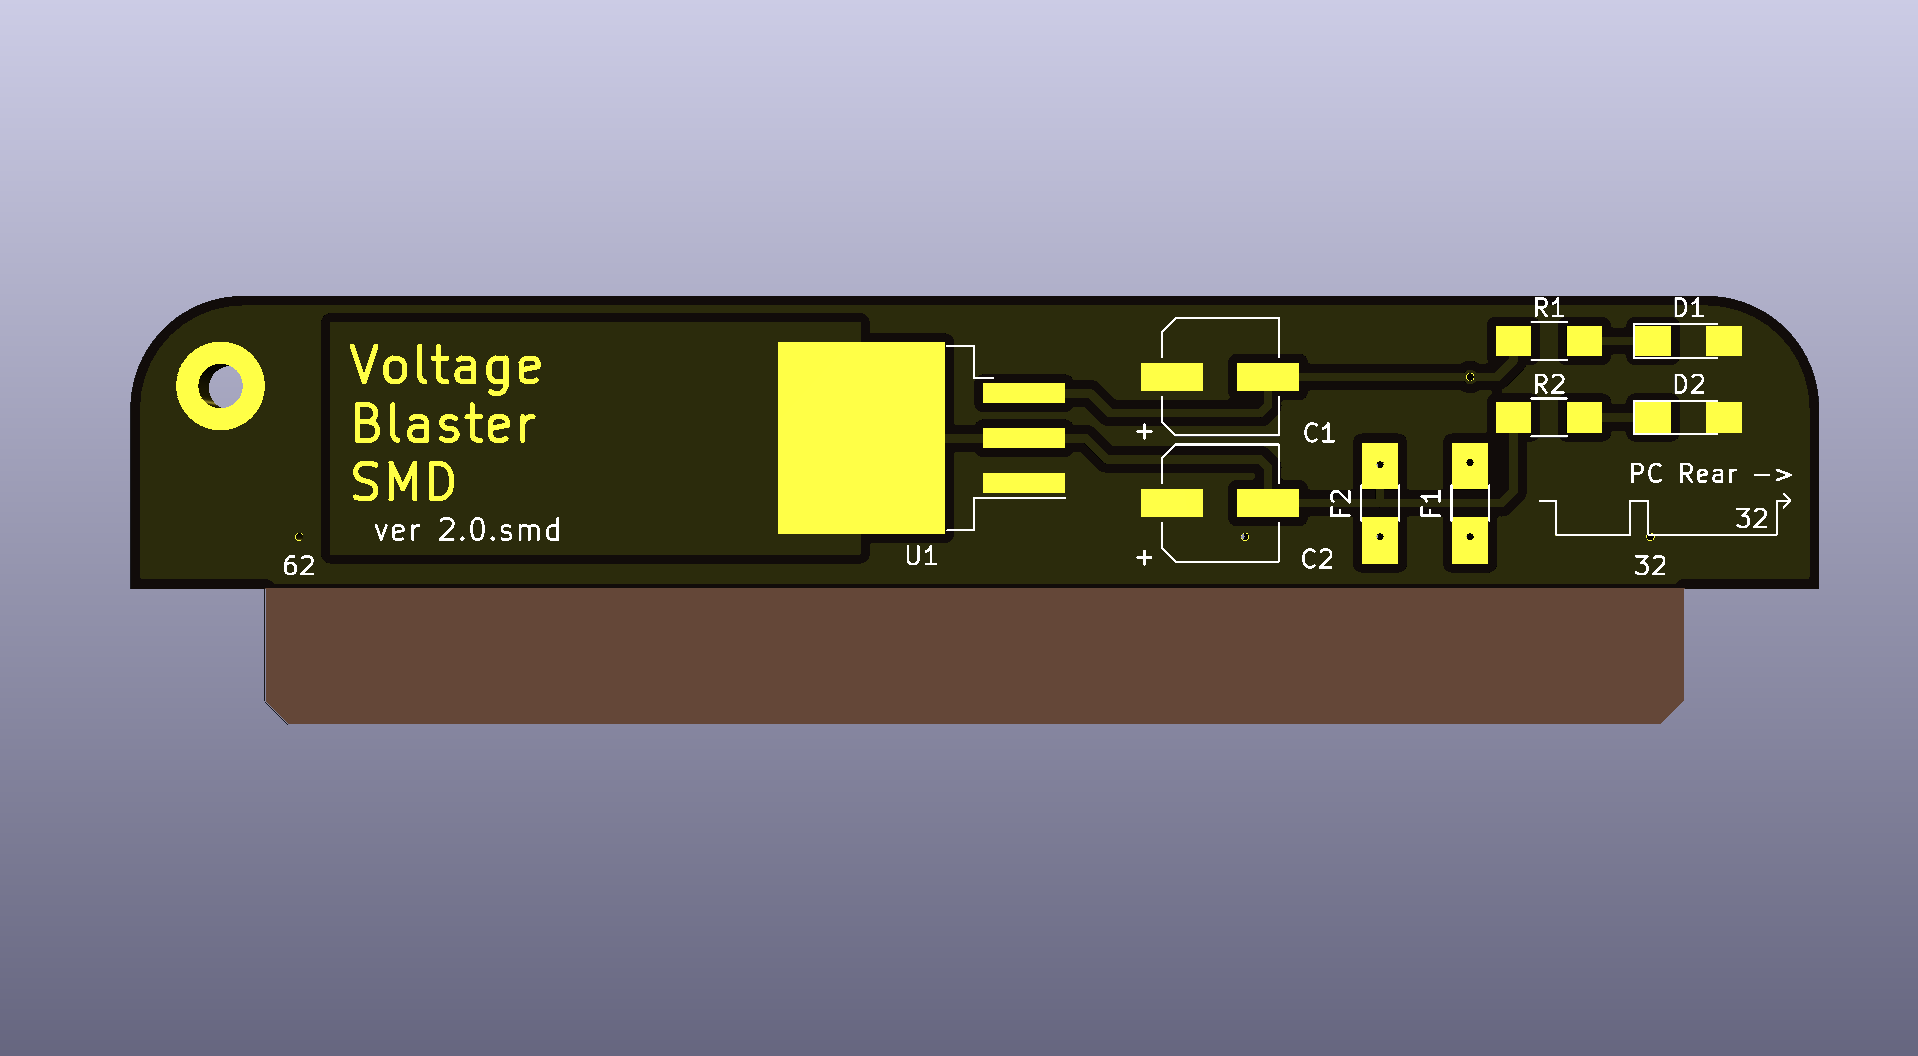 Voltage
Blaster
SMD
ver 2.0.smd
62
U1
+
C1
+
C2
F2
F1
R1
D1
R2
D2
PC Rear ->
32
32